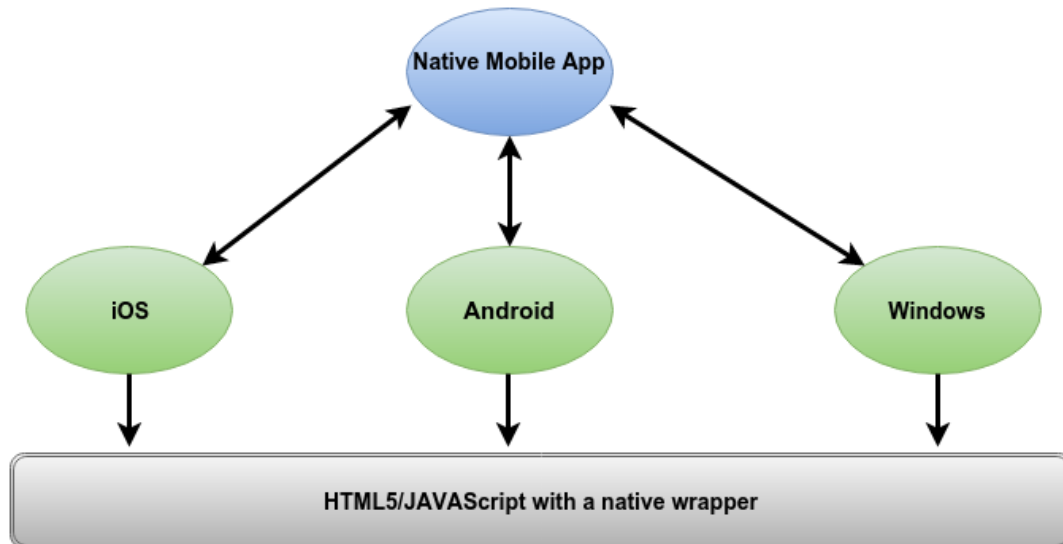 Native Mobile App
iOS
Android
Windows
HTML5/JAVAScript with a native wrapper